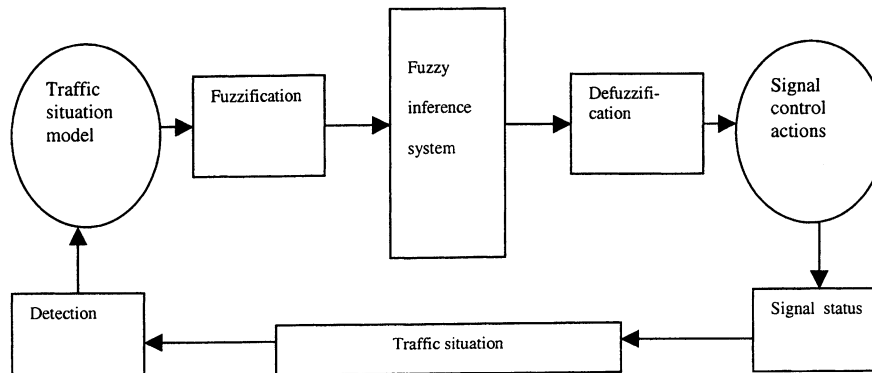 Traffic
situation
model
Fuzzification
Fuzzy
inference
system
Defuzzifi-
cation
Signal
control
actions
Detection
Traffic situation
Signal status